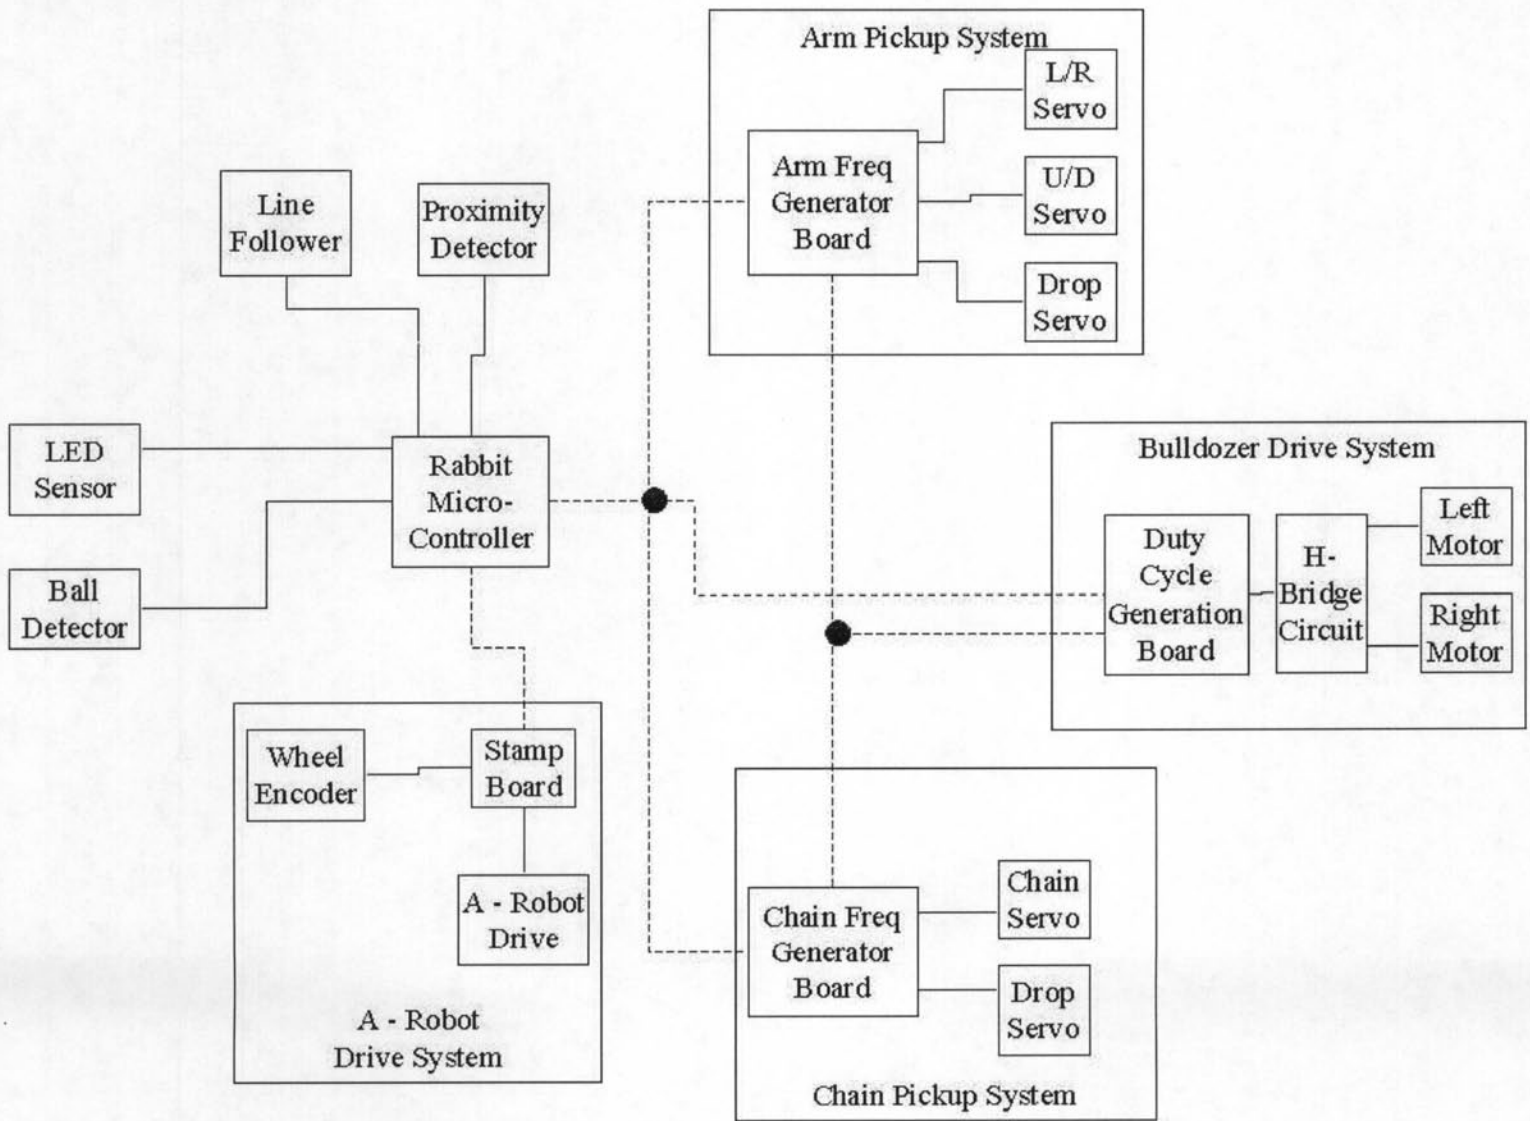 Arm Pickup System
L/R
Servo
Arm Freq
Generator
Board
U/D
Servo
Drop
Servo
Line
Follower
Proximity
Detector
LED
Sensor
Rabbit
Micro-
Controller
Ball
Detector
Bulldozer Drive System
Duty
Cycle
Generation
Board
H-
Bridge
Circuit
Left
Motor
Right
Motor
Wheel
Encoder
Stamp
Board
A - Robot
Drive
A - Robot
Drive System
Chain Freq
Generator
Board
Chain
Servo
Drop
Servo
Chain Pickup System